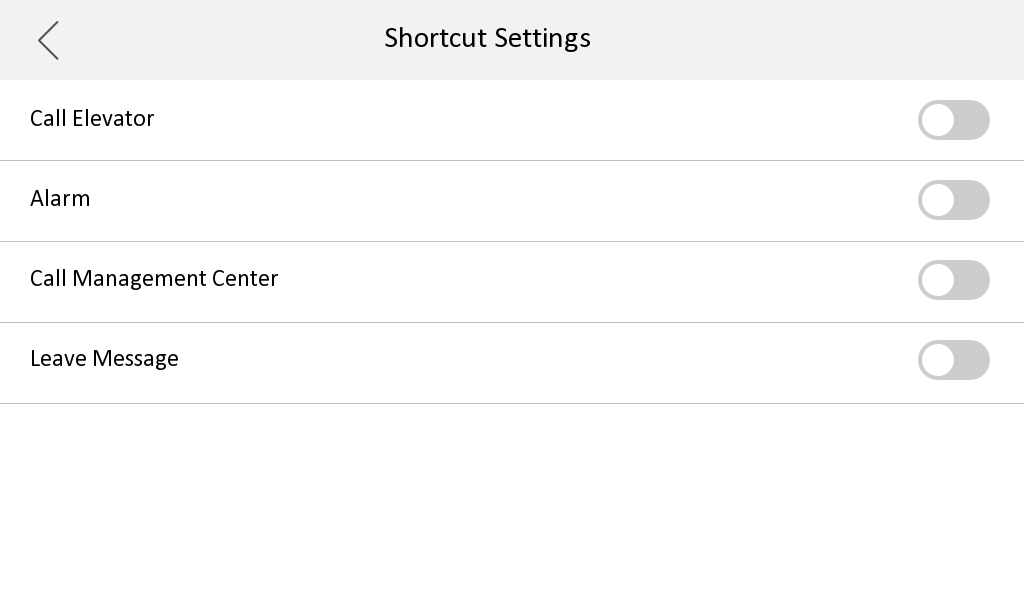 Shortcut Settings
Call Elevator
Alarm
Call Management Center
Leave Message